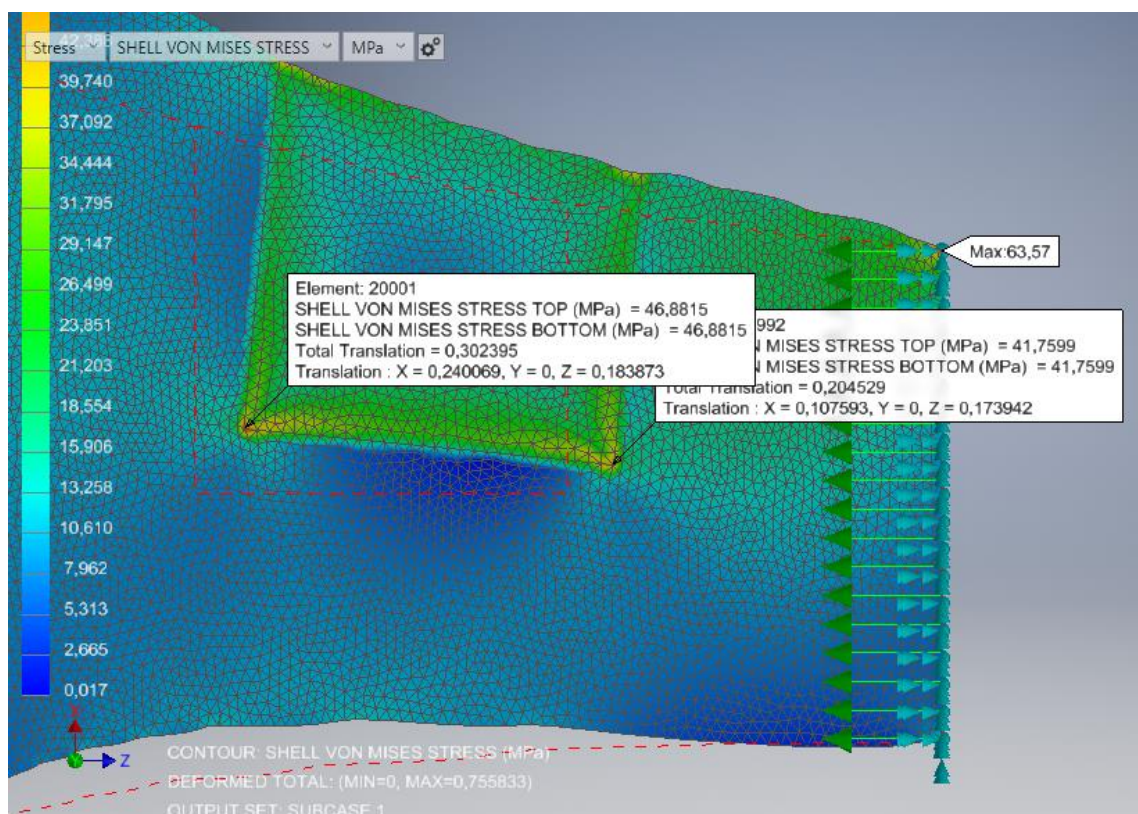 Stress SHELL VON MISES STRESS MPa
39,740
37,092
34,444
31,795
29,147
26,499
23,851
21,203
18,554
15,906
13,258
10,610
7,962
5,313
2,665
0,017
Max:63,57
Element: 20001
SHELL VON MISES STRESS TOP (MPa) = 46,8815
SHELL VON MISES STRESS BOTTOM (MPa) = 46,8815
Total Translation = 0,302395
Translation : X = 0,240069, Y = 0, Z = 0,183873
992
MISES STRESS TOP (MPa) = 41,7599
MISES STRESS BOTTOM (MPa) = 41,7599
Total Translation = 0,204529
Translation : X = 0,107593, Y = 0, Z = 0,173942
X
Z
CONTOUR: SHELL VON MISES STRESS (MPa)
DEFORMED TOTAL: (MIN=0, MAX=0,755833)
OUTPUT SET: SUBCASE 1